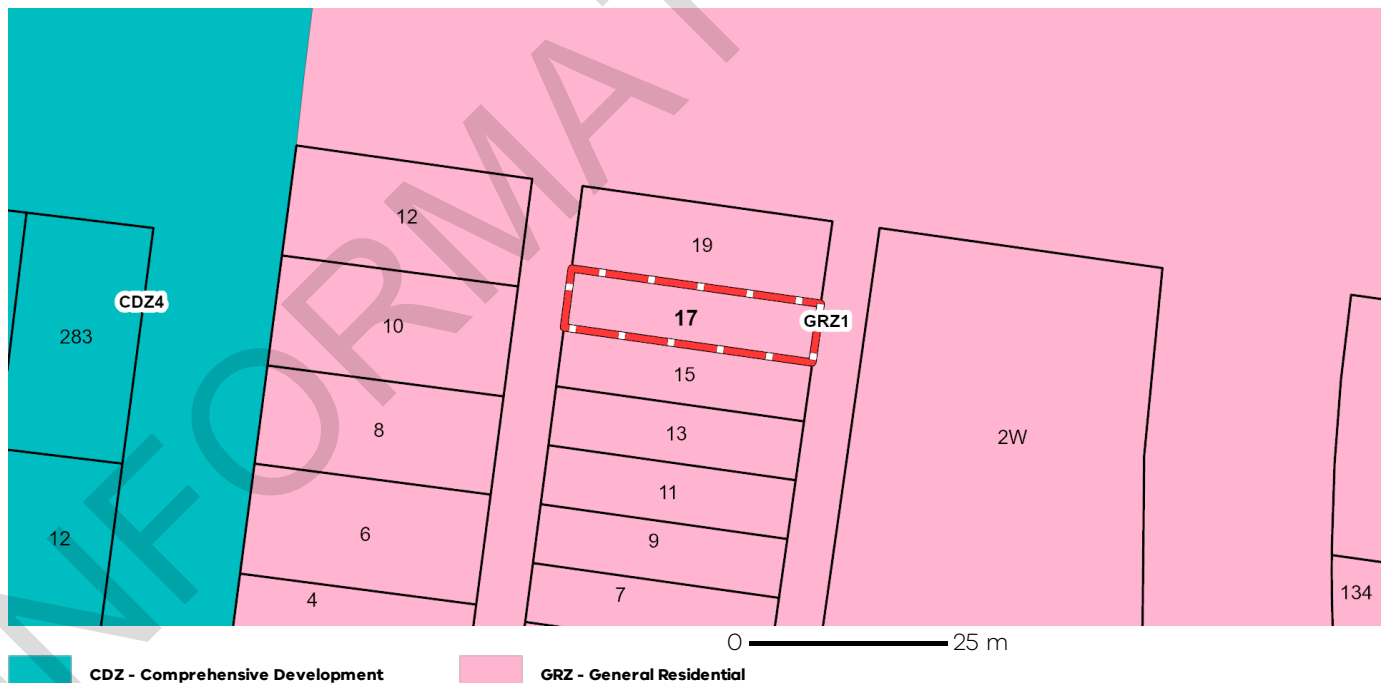 INFORMAT
12
19
CDZ4
283
10
17
GRZ1
15
8
13
2W
11
12
6
9
4
7
134
0 25 m
CDZ - Comprehensive Development
GRZ - General Residential